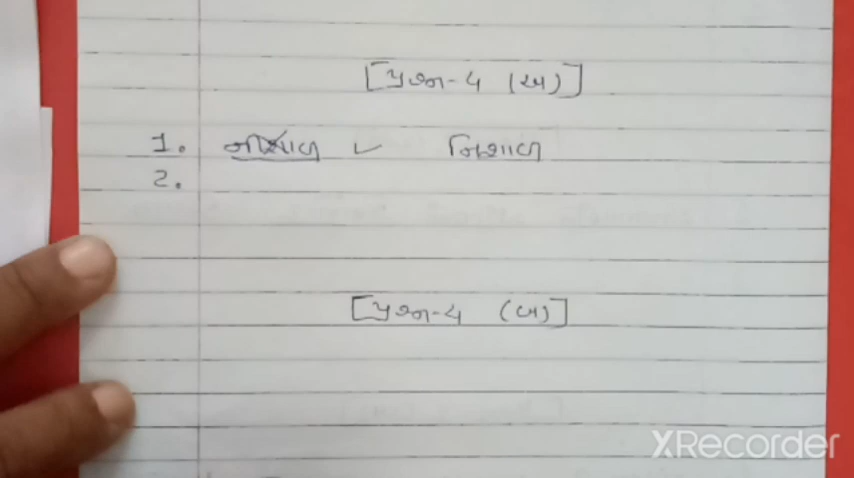 [પ્રશ્ન-4 (અ)]
1. નીશાળ ✓ નિશાળ
2.
[પ્રશ્ન-4 (બ)]
XRecorder